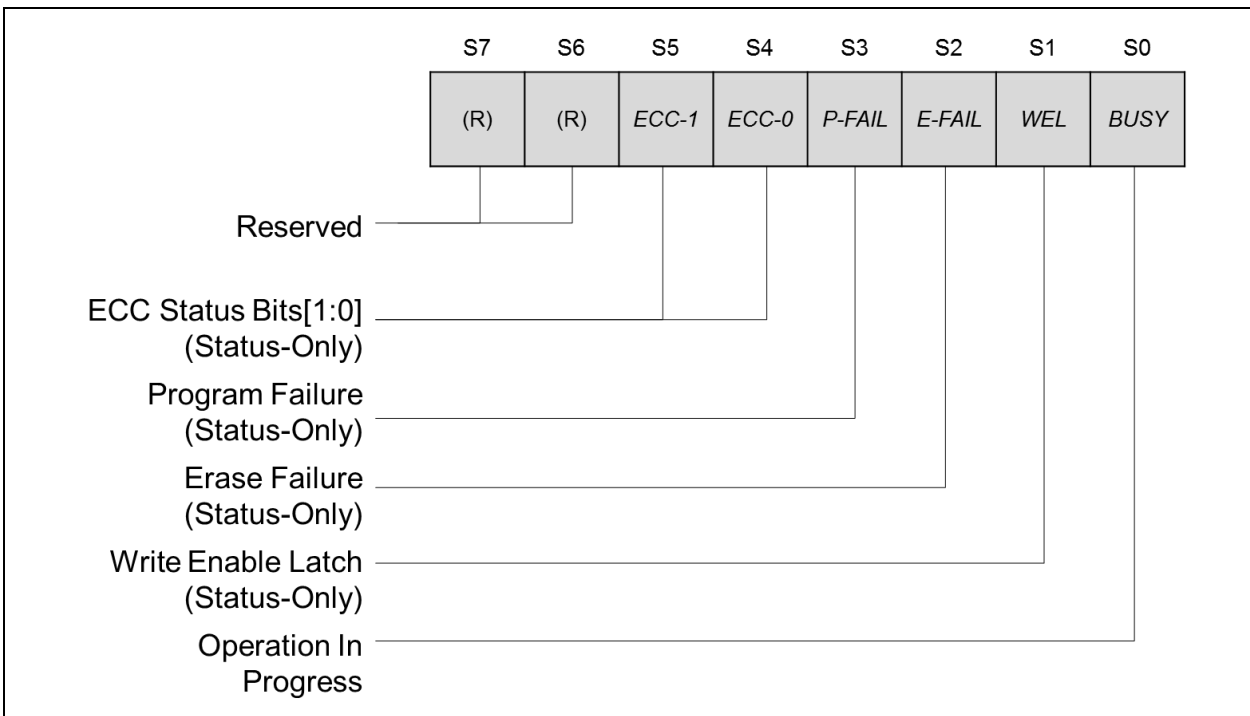 S7 S6 S5 S4 S3 S2 S1 S0
(R) (R) ECC-1 ECC-0 P-FAIL E-FAIL WEL BUSY
Reserved
ECC Status Bits[1:0]
(Status-Only)
Program Failure
(Status-Only)
Erase Failure
(Status-Only)
Write Enable Latch
(Status-Only)
Operation In
Progress